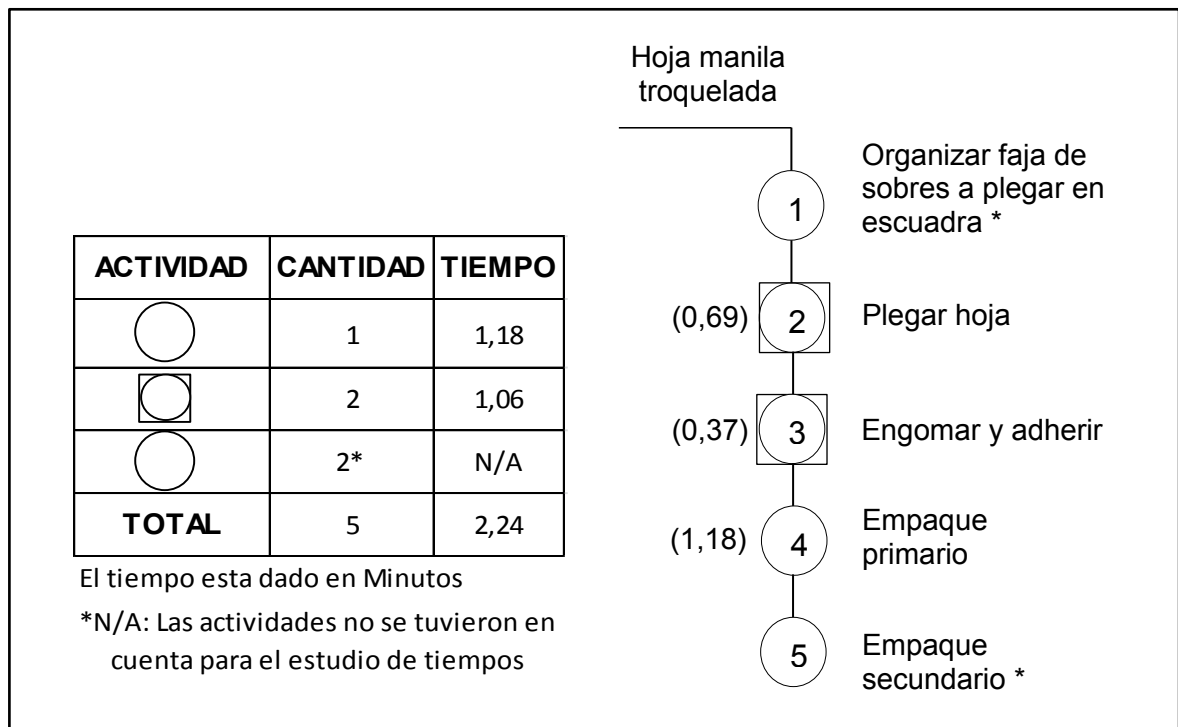 ACTIVIDAD CANTIDAD TIEMPO
1 1,18
2 1,06
2* N/A
TOTAL 5 2,24
El tiempo esta dado en Minutos
*N/A: Las actividades no se tuvieron en
cuenta para el estudio de tiempos
Hoja manila
troquelada
1
Organizar faja de
sobres a plegar en
escuadra *
(0,69) 2 Plegar hoja
(0,37) 3 Engomar y adherir
(1,18) 4
Empaque
primario
5
Empaque
secundario *